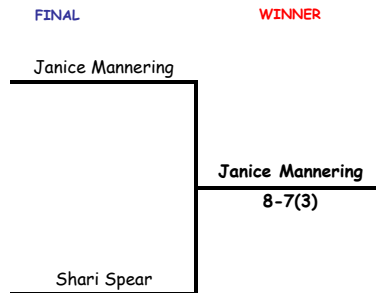 FINAL WINNER
Janice Mannering
Janice Mannering
8-7(3)
Shari Spear